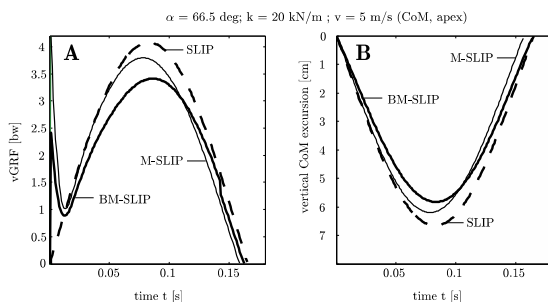 α = 66.5 deg; k = 20 kN/m ; v = 5 m/s (CoM, apex)
A
SLIP
M-SLIP
BM-SLIP
vGRF [bw]
4
3.5
3
2.5
2
1.5
1
0.5
0
0.05
0.1
0.15
time t [s]
B
M-SLIP
BM-SLIP
SLIP
vertical CoM excursion [cm]
0
1
2
3
4
5
6
7
0.05
0.1
0.15
time t [s]